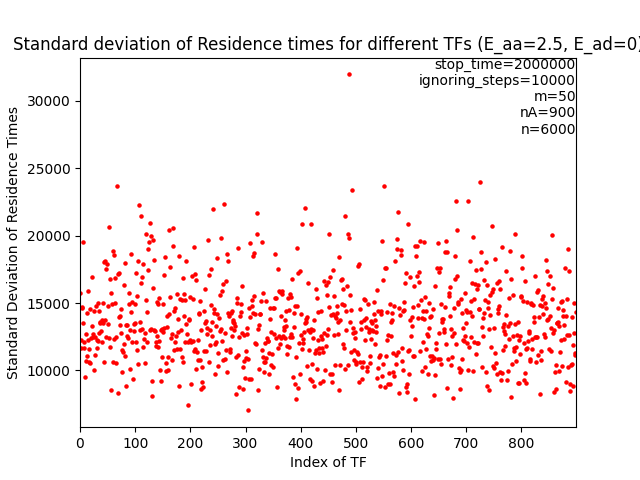 Standard deviation of Residence times for different TFs (E_aa=2.5, E_ad=0)
stop_time=2000000
ignoring_steps=10000
m=50
nA=900
n=6000
Standard Deviation of Residence Times
30000
25000
20000
15000
10000
0 100 200 300 400 500 600 700 800
Index of TF